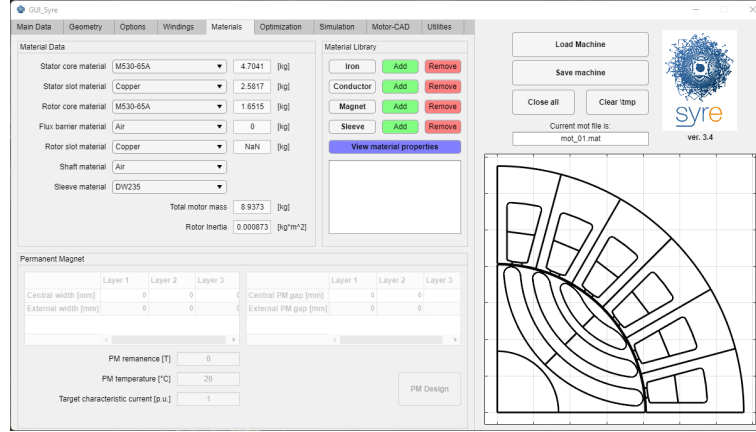 GUI_Syre
Main Data Geometry Options Windings Materials Optimization Simulation Motor-CAD Utilities
Material Data
Stator core material M530-65A 4.7041 [kg]
Stator slot material Copper 2.5817 [kg]
Rotor core material M530-65A 1.6515 [kg]
Flux barrier material Air 0 [kg]
Rotor slot material Copper NaN [kg]
Shaft material Air
Sleeve material DW235
Total motor mass 8.9373 [kg]
Rotor Inertia 0.000873 [kg*m^2]
Material Library
Iron Add Remove
Conductor Add Remove
Magnet Add Remove
Sleeve Add Remove
View material properties
Permanent Magnet
Layer 1 Layer 2 Layer 3
Central width [mm] 0 0 0
External width [mm] 0 0 0
Layer 1 Layer 2 Layer 3
Central PM gap [mm] 0 0
External PM gap [mm] 0 0
PM remanence [T] 0
PM temperature [°C] 20
Target characteristic current [p.u.] 1
PM Design
Load Machine
Save machine
Close all Clear \tmp
Current mot file is:
mot_01.mat
syre
ver. 3.4